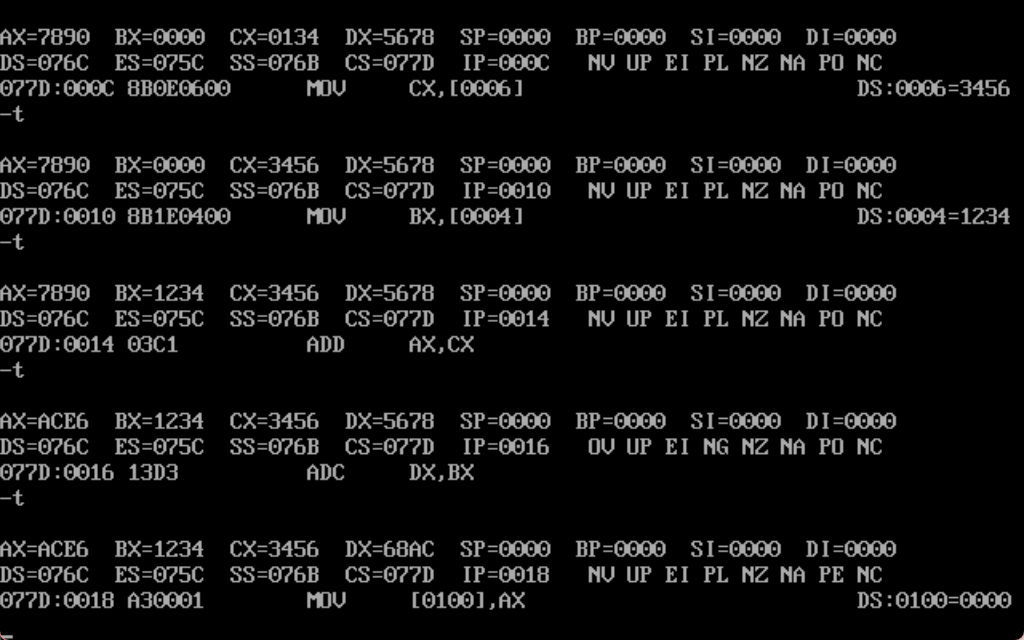 AX=7890  BX=0000  CX=0134  DX=5678  SP=0000  BP=0000  SI=0000  DI=0000
DS=076C  ES=075C  SS=076B  CS=077D  IP=000C   NV UP EI PL NZ NA PO NC
077D:000C 8B0E0600      MOV     CX,[0006]                          DS:0006=3456
-t
AX=7890  BX=0000  CX=3456  DX=5678  SP=0000  BP=0000  SI=0000  DI=0000
DS=076C  ES=075C  SS=076B  CS=077D  IP=0010   NV UP EI PL NZ NA PO NC
077D:0010 8B1E0400      MOV     BX,[0004]                          DS:0004=1234
-t
AX=7890  BX=1234  CX=3456  DX=5678  SP=0000  BP=0000  SI=0000  DI=0000
DS=076C  ES=075C  SS=076B  CS=077D  IP=0014   NV UP EI PL NZ NA PO NC
077D:0014 03C1          ADD     AX,CX
-t
AX=ACE6  BX=1234  CX=3456  DX=5678  SP=0000  BP=0000  SI=0000  DI=0000
DS=076C  ES=075C  SS=076B  CS=077D  IP=0016   OV UP EI NG NZ NA PO NC
077D:0016 13D3          ADC     DX,BX
-t
AX=ACE6  BX=1234  CX=3456  DX=68AC  SP=0000  BP=0000  SI=0000  DI=0000
DS=076C  ES=075C  SS=076B  CS=077D  IP=0018   NV UP EI PL NZ NA PE NC
077D:0018 A30001        MOV     [0100],AX                          DS:0100=0000
-